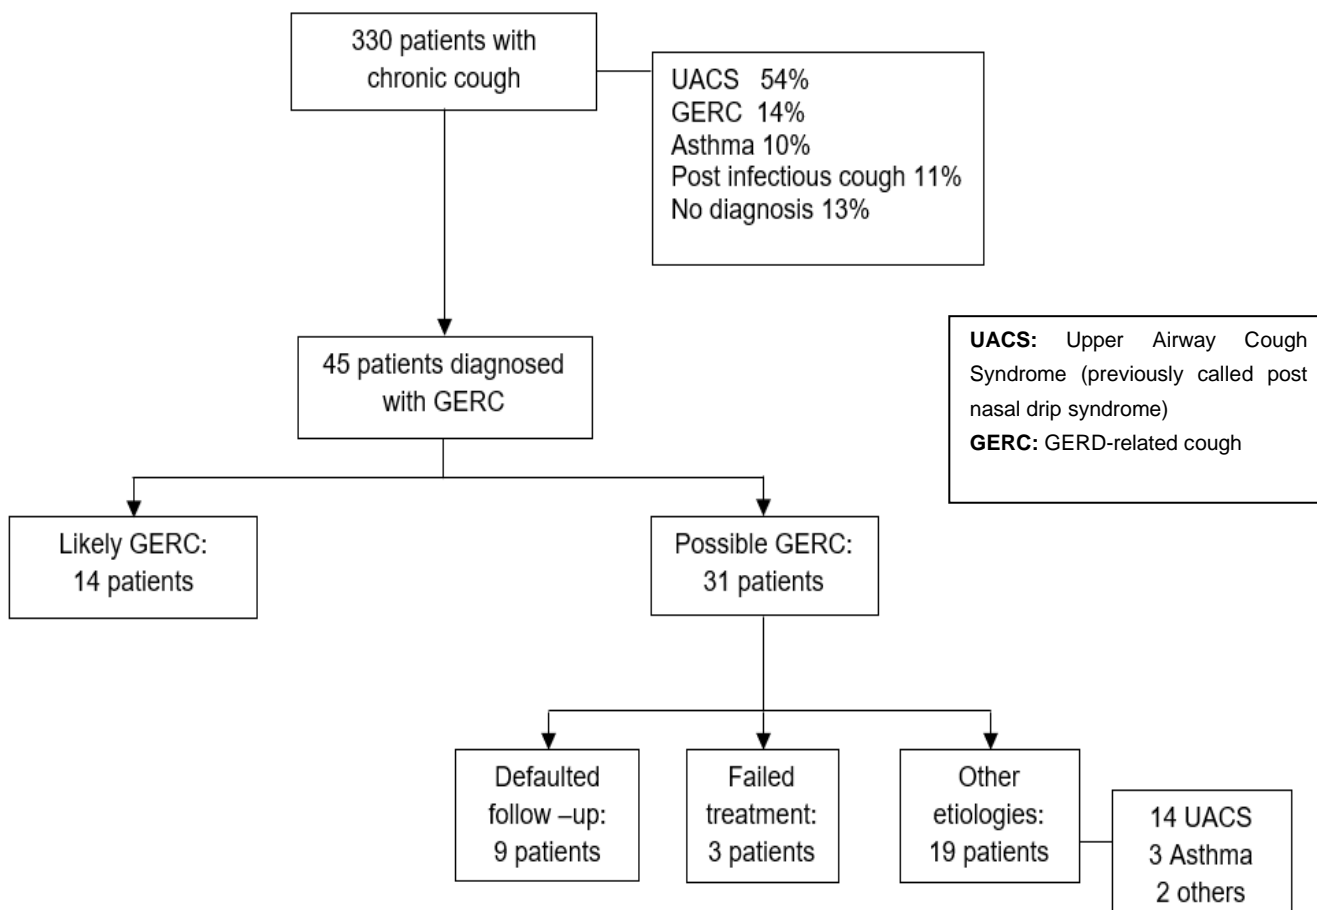 330 patients with
chronic cough
UACS 54%
GERC 14%
Asthma 10%
Post infectious cough 11%
No diagnosis 13%
45 patients diagnosed
with GERC
UACS: Upper Airway Cough
Syndrome (previously called post
nasal drip syndrome)
GERC: GERD-related cough
Likely GERC:
14 patients
Possible GERC:
31 patients
Defaulted
follow –up:
9 patients
Failed
treatment:
3 patients
Other
etiologies:
19 patients
14 UACS
3 Asthma
2 others